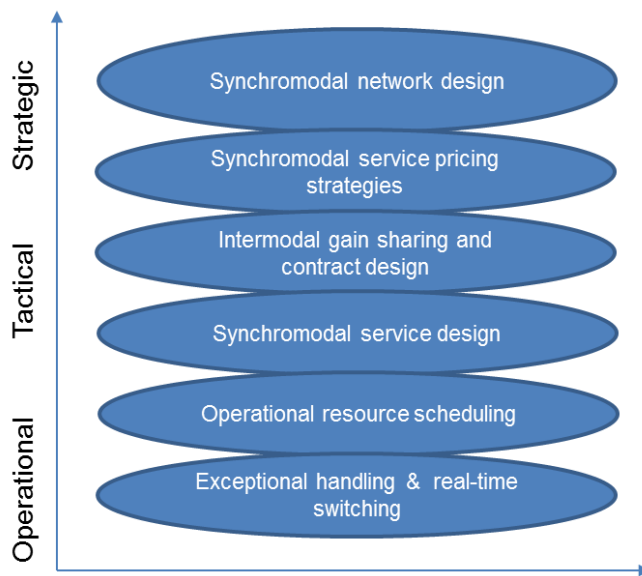 Strategic
Synchromodal network design
Synchromodal service pricing
strategies
Tactical
Intermodal gain sharing and
contract design
Synchromodal service design
Operational
Operational resource scheduling
Exceptional handling & real-time
switching